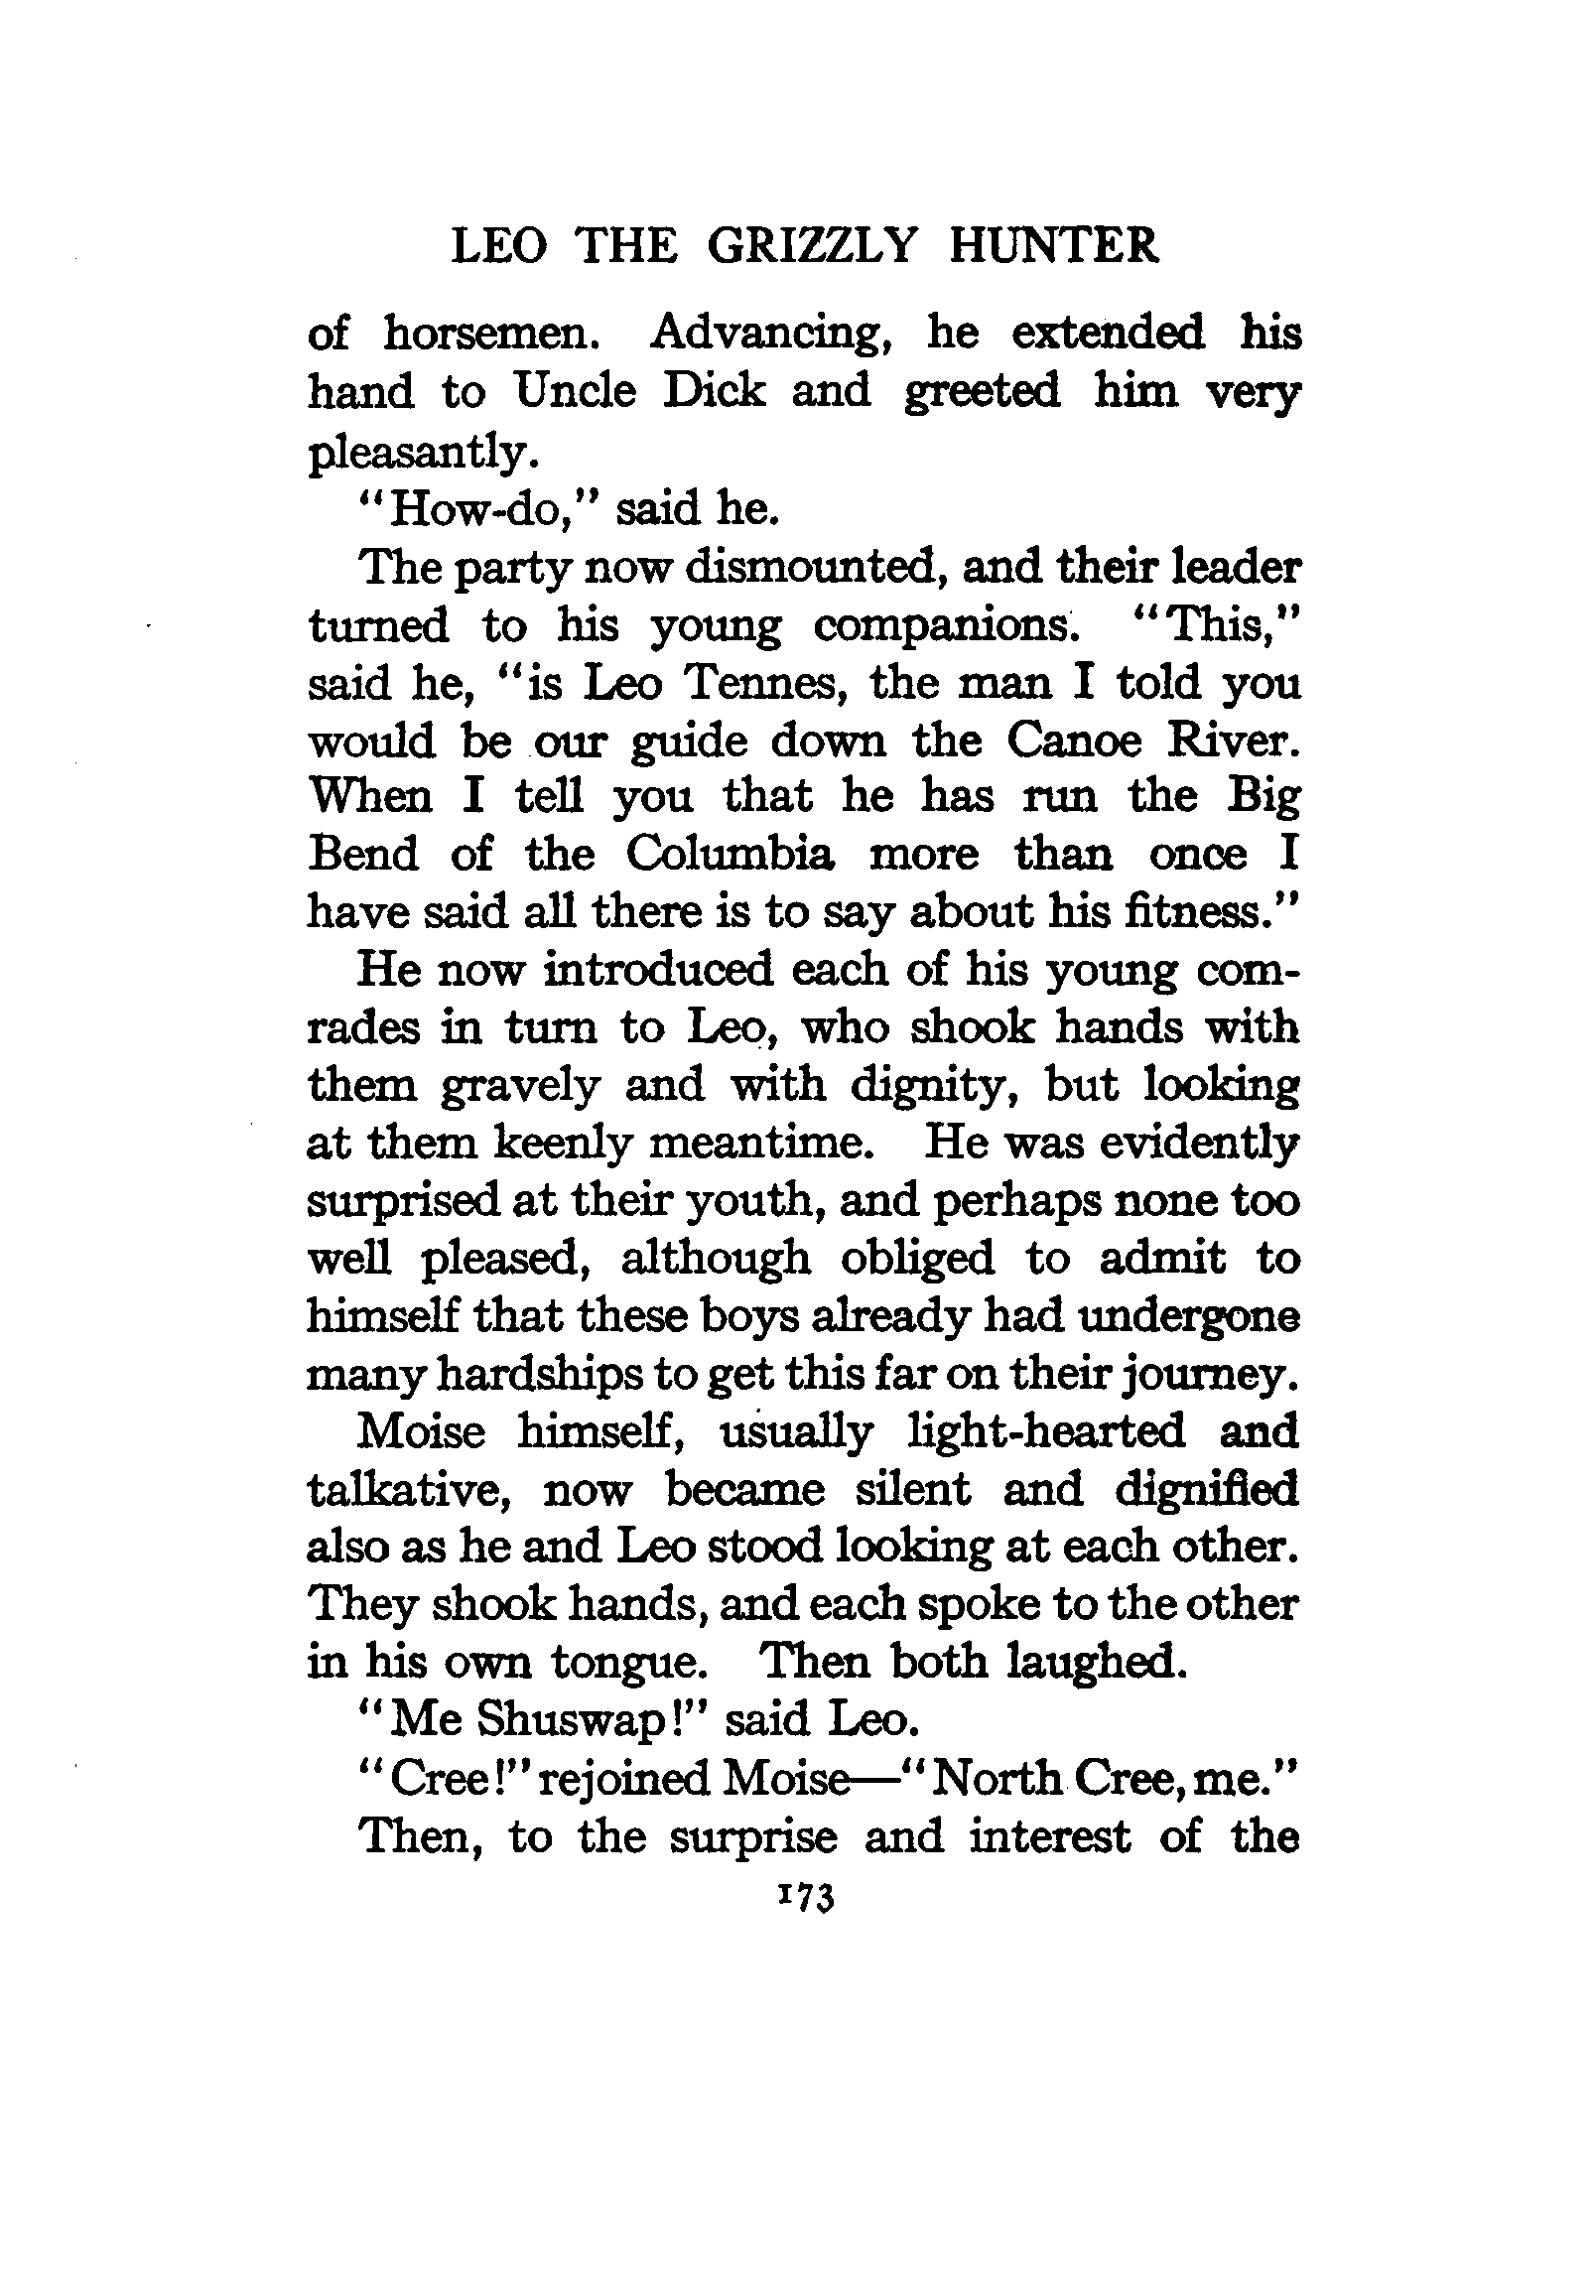 LEO THE GRIZZLY HUNTER
of horsemen. Advancing, he extended his
hand to Uncle Dick and greeted him very
pleasantly.
"How-do," said he.
The party now dismounted, and their leader
turned to his young companions. "This,"
said he, "is Leo Tennes, the man I told you
would be our guide down the Canoe River.
When I tell you that he has run the Big
Bend of the Columbia more than once I
have said all there is to say about his fitness."
He now introduced each of his young com-
rades in turn to Leo, who shook hands with
them gravely and with dignity, but looking
at them keenly meantime. He was evidently
surprised at their youth, and perhaps none too
well pleased, although obliged to admit to
himself that these boys already had undergone
many hardships to get this far on their journey.
Moise himself, usually light-hearted and
talkative, now became silent and dignified
also as he and Leo stood looking at each other.
They shook hands, and each spoke to the other
in his own tongue. Then both laughed.
"Me Shuswap!" said Leo.
"Cree!" rejoined Moise—"North Cree, me."
Then, to the surprise and interest of the
173